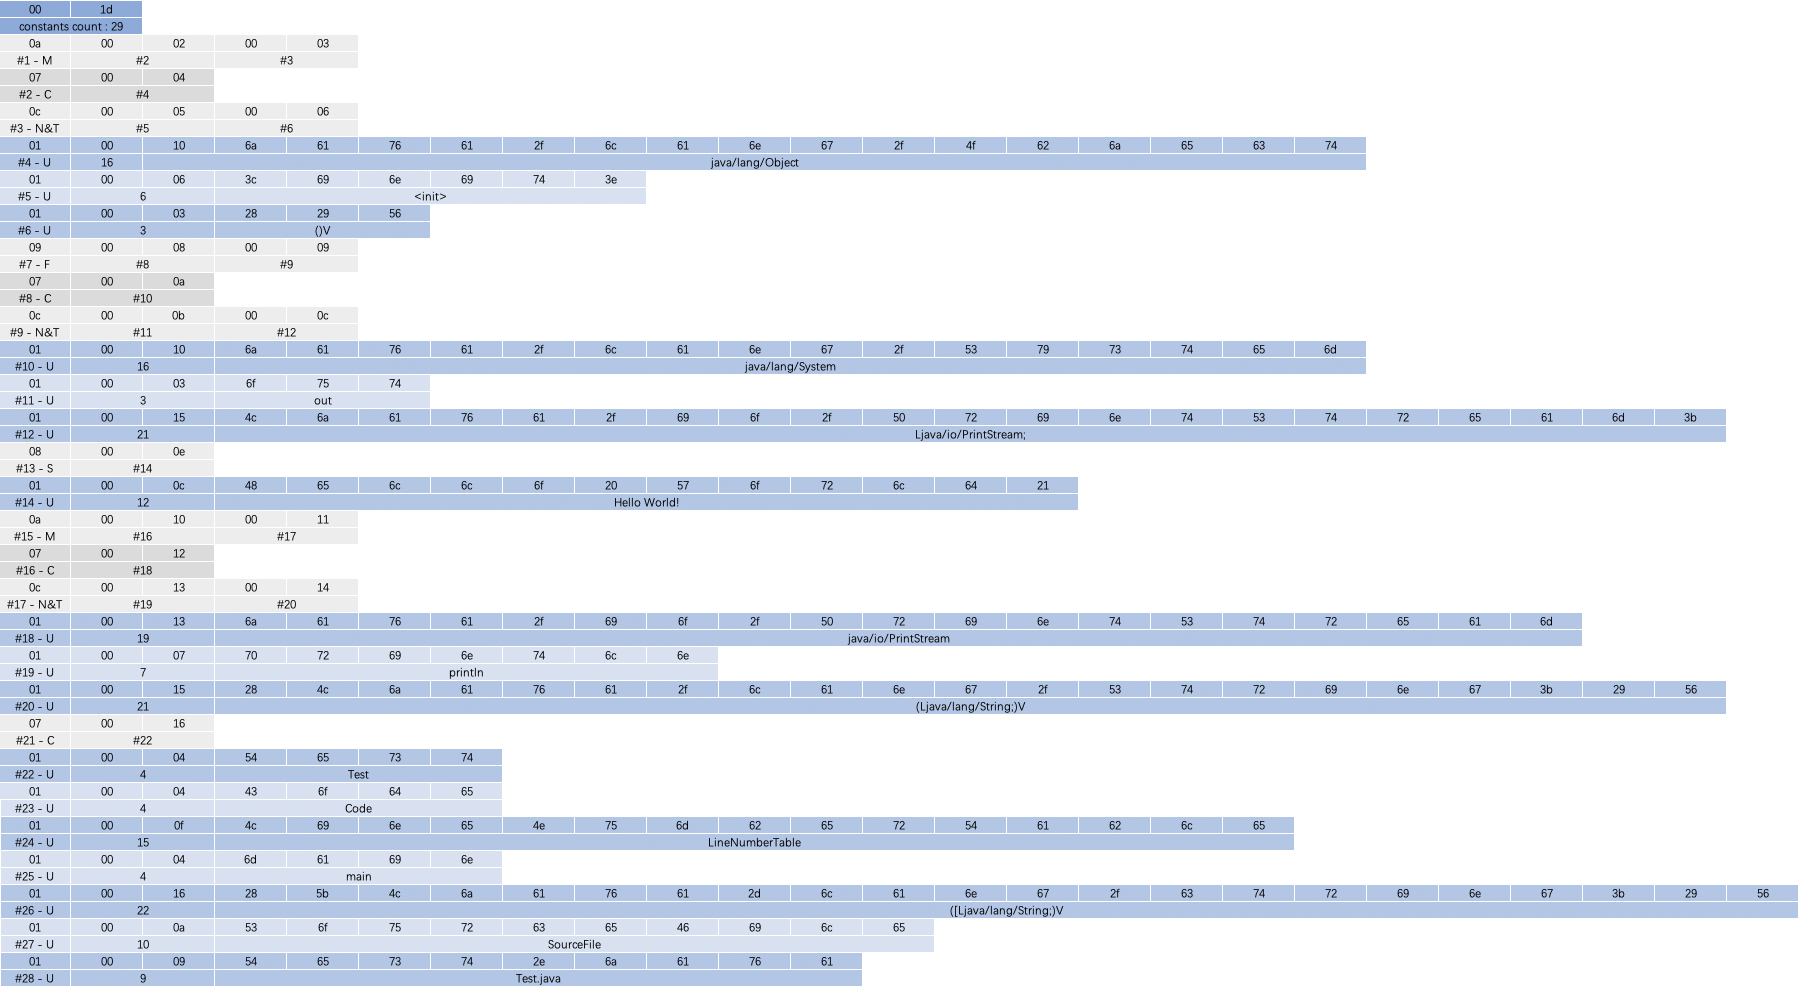 00 1d
constants count : 29
0a 00 02 00 03
#1 - M #2 #3
07 00 04
#2 - C #4
0c 00 05 00 06
#3 - N&T #5 #6
01 00 10 6a 61 76 61 2f 6c 61 6e 67 2f 4f 62 6a 65 63 74
#4 - U 16 java/lang/Object
01 00 06 3c 69 6e 69 74 3e
#5 - U 6 <init>
01 00 03 28 29 56
#6 - U 3 ()V
09 00 08 00 09
#7 - F #8 #9
07 00 0a
#8 - C #10
0c 00 0b 00 0c
#9 - N&T #11 #12
01 00 10 6a 61 76 61 2f 6c 61 6e 67 2f 53 79 73 74 65 6d
#10 - U 16 java/lang/System
01 00 03 6f 75 74
#11 - U 3 out
01 00 15 4c 6a 61 76 61 2f 69 6f 2f 50 72 69 6e 74 53 74 72 65 61 6d 3b
#12 - U 21 Ljava/io/PrintStream;
08 00 0e
#13 - S #14
01 00 0c 48 65 6c 6c 6f 20 57 6f 72 6c 64 21
#14 - U 12 Hello World!
0a 00 10 00 11
#15 - M #16 #17
07 00 12
#16 - C #18
0c 00 13 00 14
#17 - N&T #19 #20
01 00 13 6a 61 76 61 2f 69 6f 2f 50 72 69 6e 74 53 74 72 65 61 6d
#18 - U 19 java/io/PrintStream
01 00 07 70 72 69 6e 74 6c 6e
#19 - U 7 println
01 00 15 28 4c 6a 61 76 61 2f 6c 61 6e 67 2f 53 74 72 69 6e 67 3b 29 56
#20 - U 21 (Ljava/lang/String;)V
07 00 16
#21 - C #22
01 00 04 54 65 73 74
#22 - U 4 Test
01 00 04 43 6f 64 65
#23 - U 4 Code
01 00 0f 4c 69 6e 65 4e 75 6d 62 65 72 54 61 62 6c 65
#24 - U 15 LineNumberTable
01 00 04 6d 61 69 6e
#25 - U 4 main
01 00 16 28 5b 4c 6a 61 76 61 2d 6c 61 6e 67 2f 63 74 72 69 6e 67 3b 29 56
#26 - U 22 ([Ljava/lang/String;)V
01 00 0a 53 6f 75 72 63 65 46 69 6c 65
#27 - U 10 SourceFile
01 00 09 54 65 73 74 2e 6a 61 76 61
#28 - U 9 Test.java